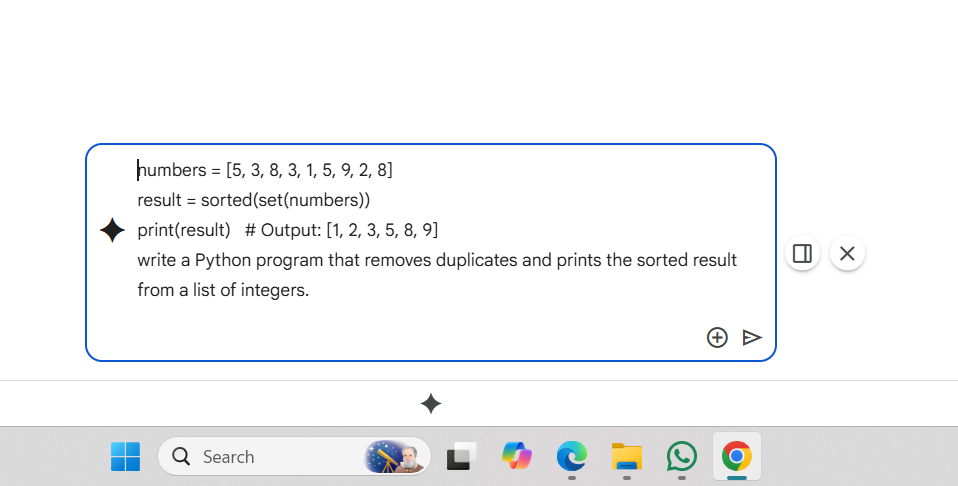 numbers = [5, 3, 8, 3, 1, 5, 9, 2, 8]
result = sorted(set(numbers))
print(result)   # Output: [1, 2, 3, 5, 8, 9]
write a Python program that removes duplicates and prints the sorted result
from a list of integers.
Search